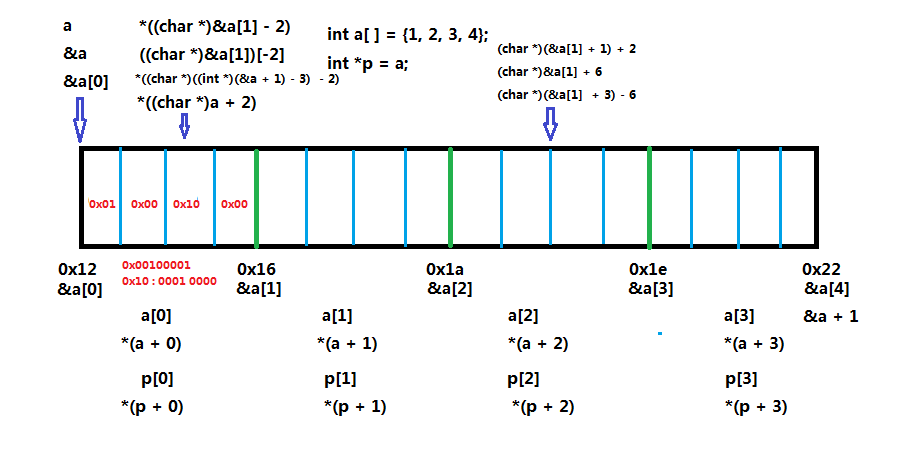 a
&a
&a[0]
*((char *)&a[1] - 2)
((char *)&a[1])[-2]
*((char *)((int *)(&a + 1) - 3) - 2)
*((char *)a + 2)
int a[ ] = {1, 2, 3, 4};
int *p = a;
(char *)(&a[1] + 1) + 2
(char *)&a[1] + 6
(char *)(&a[1] + 3) - 6
0x01
0x00
0x10
0x00
0x12
&a[0]
0x00100001
0x10 : 0001 0000
0x16
&a[1]
0x1a
&a[2]
0x1e
&a[3]
0x22
&a[4]
&a + 1
a[0]
*(a + 0)
p[0]
*(p + 0)
a[1]
*(a + 1)
p[1]
*(p + 1)
a[2]
*(a + 2)
p[2]
*(p + 2)
a[3]
*(a + 3)
p[3]
*(p + 3)